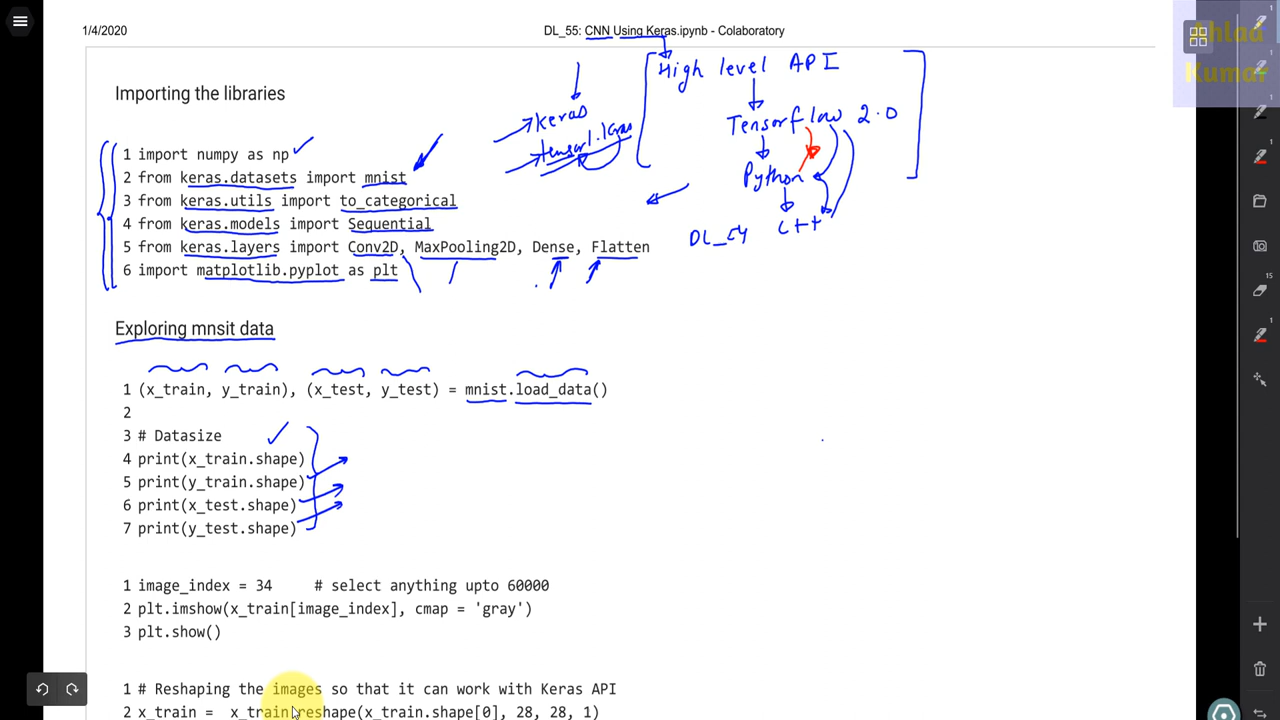 1/4/2020
DL_55: CNN Using Keras.ipynb - Colaboratory
Ahlad
Kumar
High level API
Importing the libraries
Keras
Tensorflow 2.0
1 import numpy as np
Python
2 from keras.datasets import mnist
3 from keras.utils import to_categorical
4 from keras.models import Sequential
DL_54 C++
5 from keras.layers import Conv2D, MaxPooling2D, Dense, Flatten
6 import matplotlib.pyplot as plt
Exploring mnsit data
1 (x_train, y_train), (x_test, y_test) = mnist.load_data()
2
3 # Datasize
4 print(x_train.shape)
5 print(y_train.shape)
6 print(x_test.shape)
7 print(y_test.shape)
1 image_index = 34 # select anything upto 60000
2 plt.imshow(x_train[image_index], cmap = 'gray')
3 plt.show()
1 # Reshaping the images so that it can work with Keras API
2 x_train = x_train.reshape(x_train.shape[0], 28, 28, 1)